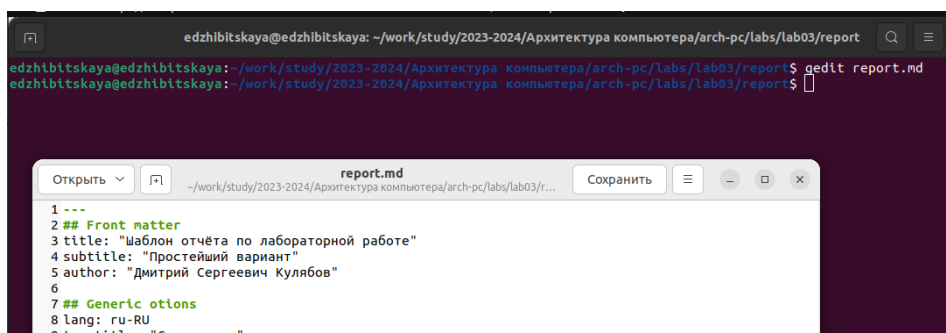 edzhibitskaya@edzhibitskaya: ~/work/study/2023-2024/Архитектура компьютера/arch-pc/labs/lab03/report
edzhibitskaya@edzhibitskaya:~/work/study/2023-2024/Архитектура компьютера/arch-pc/labs/lab03/report$ gedit report.md
edzhibitskaya@edzhibitskaya:~/work/study/2023-2024/Архитектура компьютера/arch-pc/labs/lab03/report$
Открыть
report.md
~/work/study/2023-2024/Архитектура компьютера/arch-pc/labs/lab03/r...
Сохранить
1 ---
2 ## Front matter
3 title: "Шаблон отчёта по лабораторной работе"
4 subtitle: "Простейший вариант"
5 author: "Дмитрий Сергеевич Кулябов"
6
7 ## Generic otions
8 lang: ru-RU